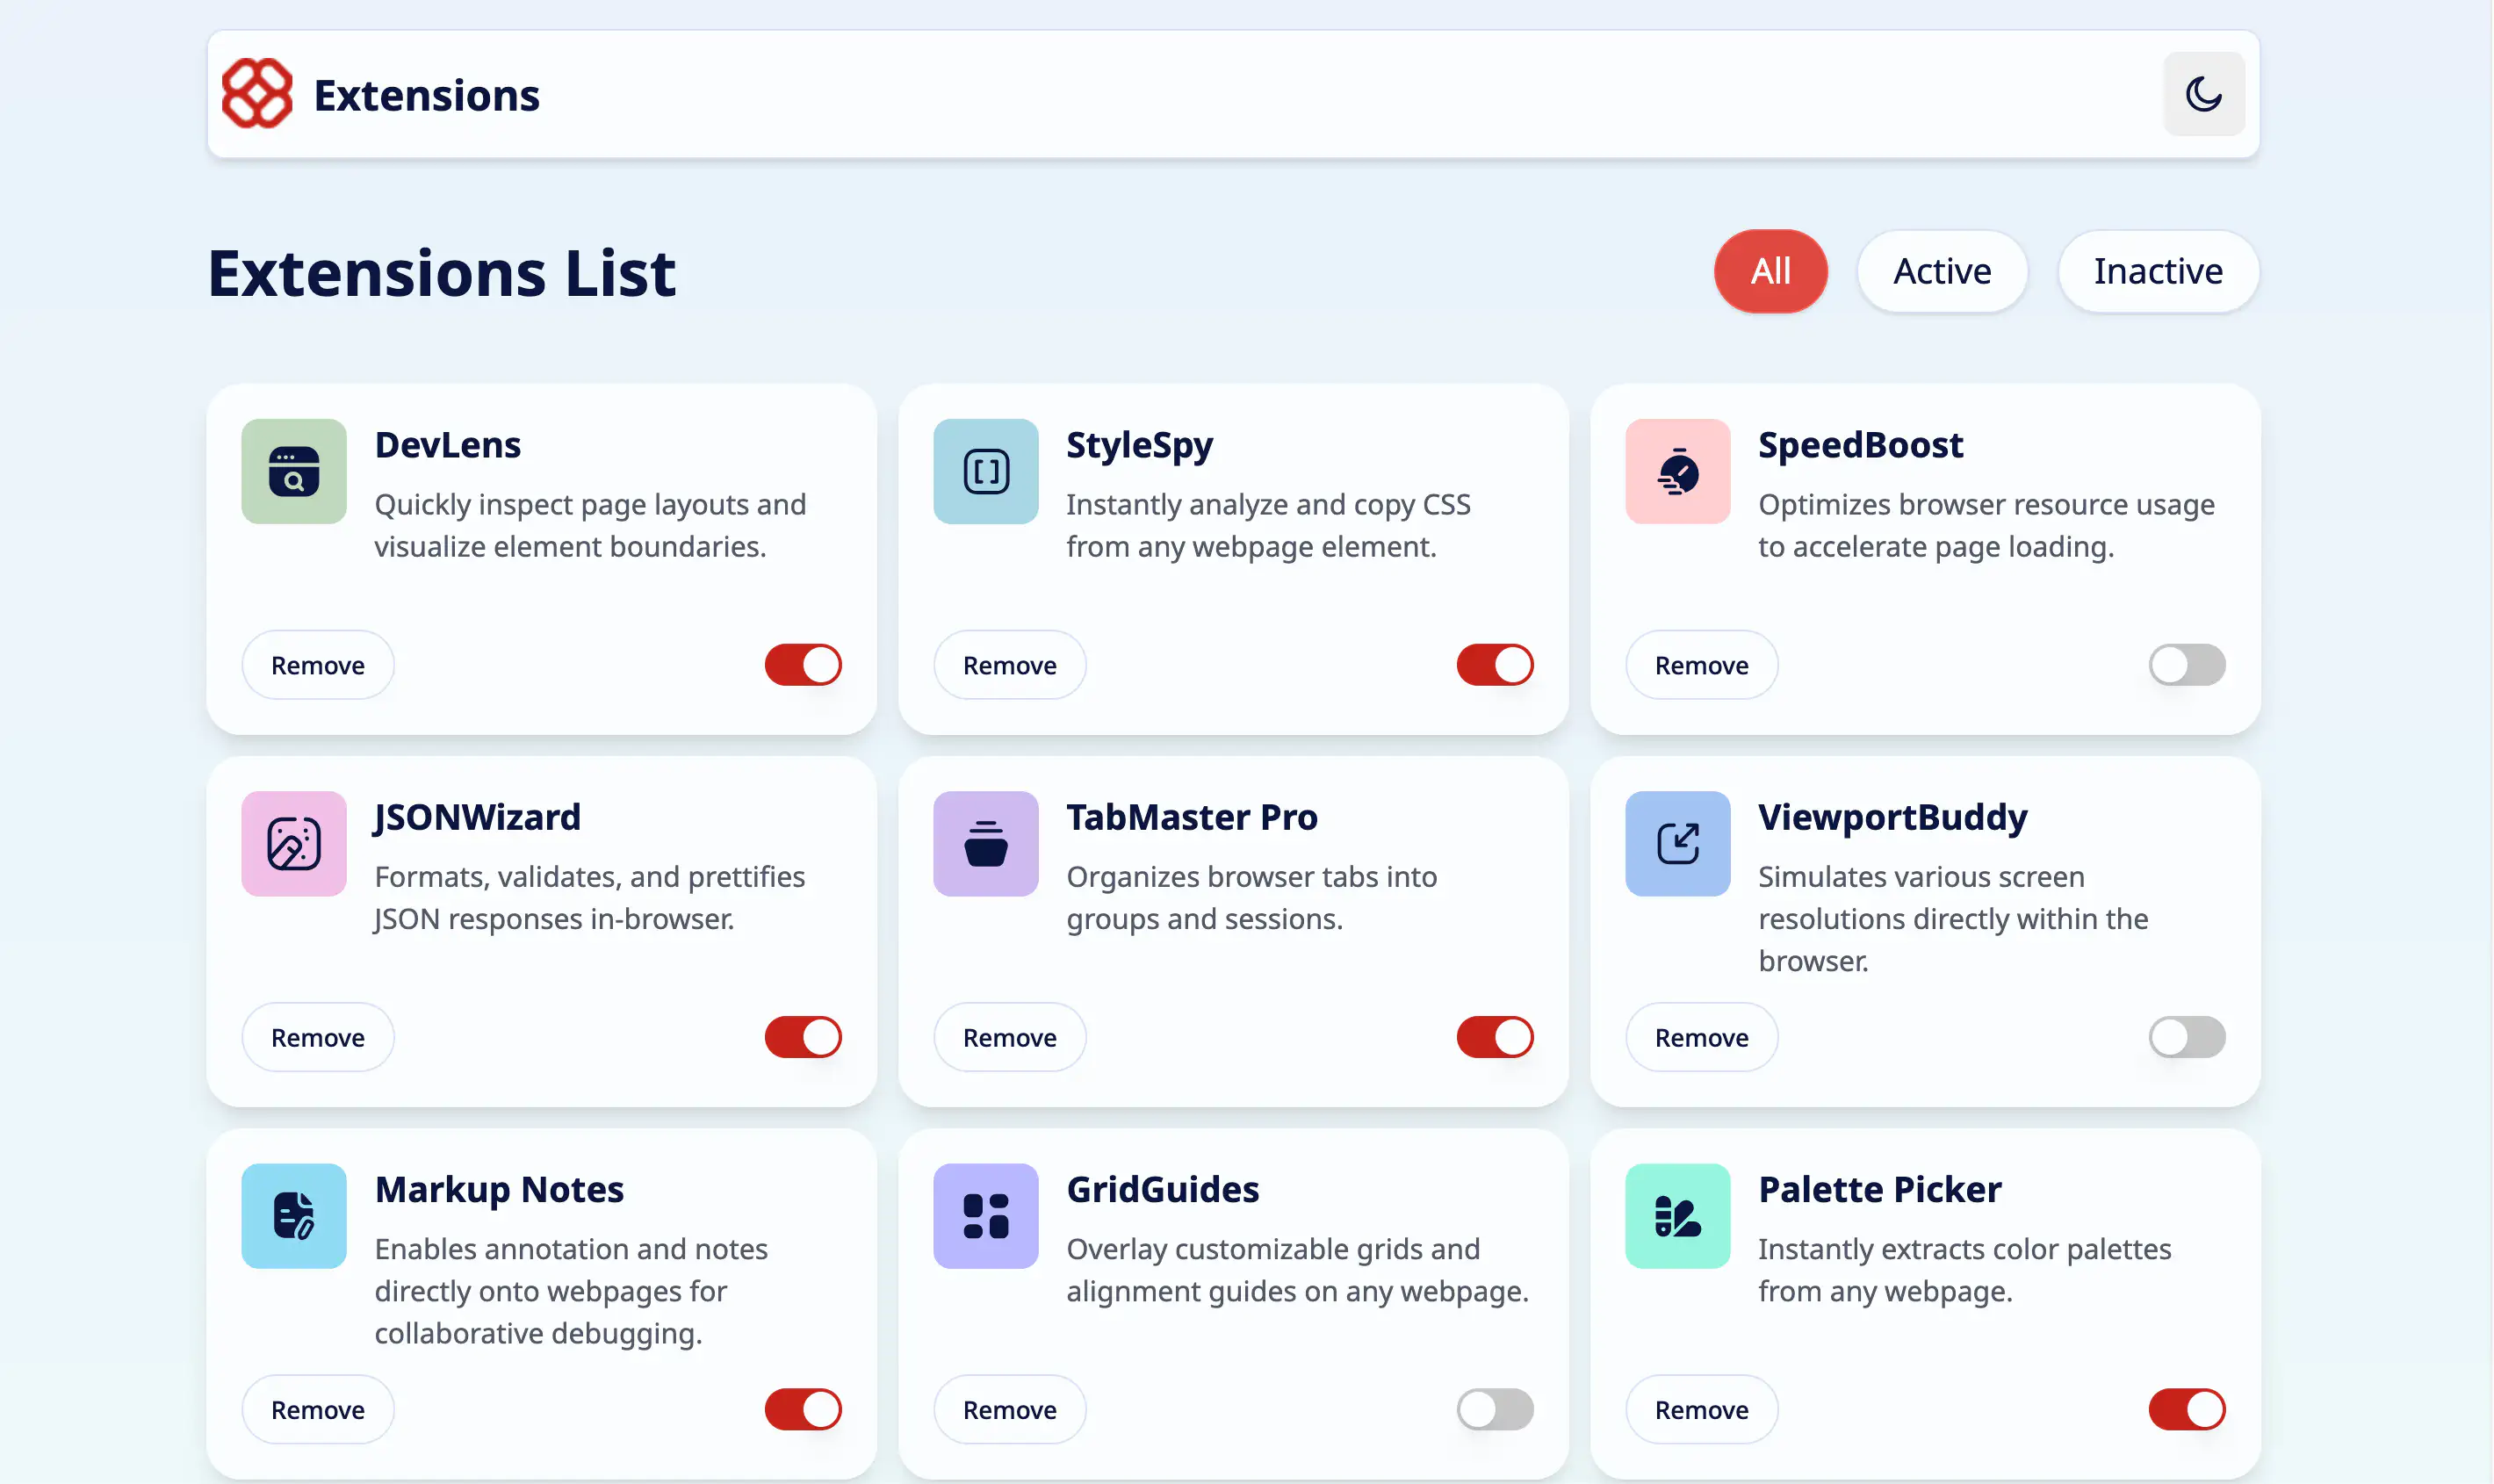 Extensions
Extensions List
All
Active
Inactive
DevLens
Quickly inspect page layouts and
visualize element boundaries.
Remove
StyleSpy
Instantly analyze and copy CSS
from any webpage element.
Remove
SpeedBoost
Optimizes browser resource usage
to accelerate page loading.
Remove
JSONWizard
Formats, validates, and prettifies
JSON responses in-browser.
Remove
TabMaster Pro
Organizes browser tabs into
groups and sessions.
Remove
ViewportBuddy
Simulates various screen
resolutions directly within the
browser.
Remove
Markup Notes
Enables annotation and notes
directly onto webpages for
collaborative debugging.
Remove
GridGuides
Overlay customizable grids and
alignment guides on any webpage.
Remove
Palette Picker
Instantly extracts color palettes
from any webpage.
Remove